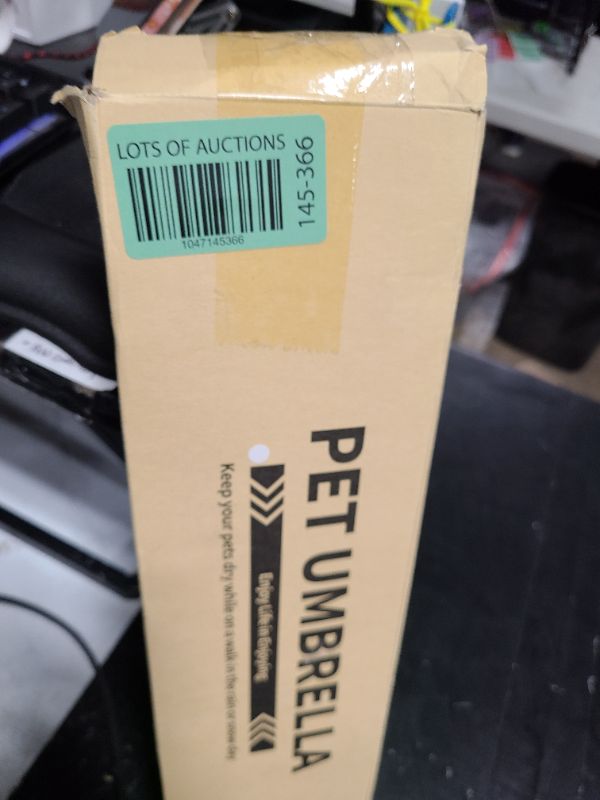 LOTS OF AUCTIONS
145-366
1047145366
PET UMBRELLA
Enjoy Life in Enjoying
Keep your pets dry while on a walk in the rain or snow day